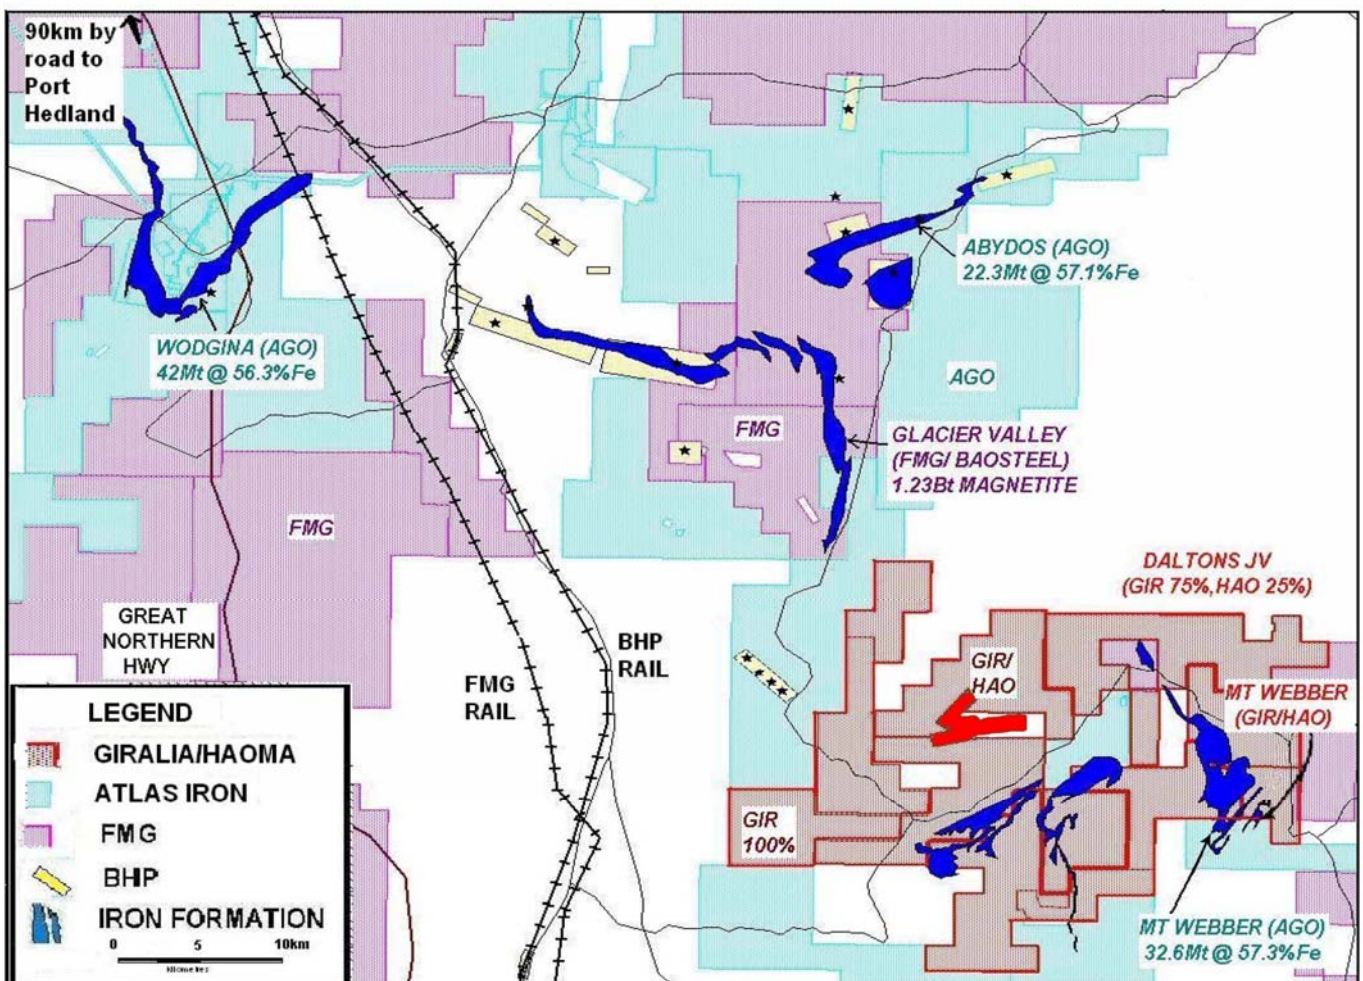 90km by
road to
Port
Hedland
ABYDOS (AGO)
22.3Mt @ 57.1%Fe
WODGINA (AGO)
42Mt @ 56.3%Fe
AGO
FMG
GLACIER VALLEY
(FMG/ BAOSTEEL)
1.23Bt MAGNETITE
FMG
DALTONS JV
(GIR 75%,HAO 25%)
GREAT
NORTHERN
HWY
BHP
RAIL
FMG
RAIL
GIR/
HAO
MT WEBBER
(GIR/HAO)
GIR
100%
MT WEBBER (AGO)
32.6Mt @ 57.3%Fe
LEGEND
GIRALIA/HAOMA
ATLAS IRON
FMG
BHP
IRON FORMATION
0 5 10km
kilometres